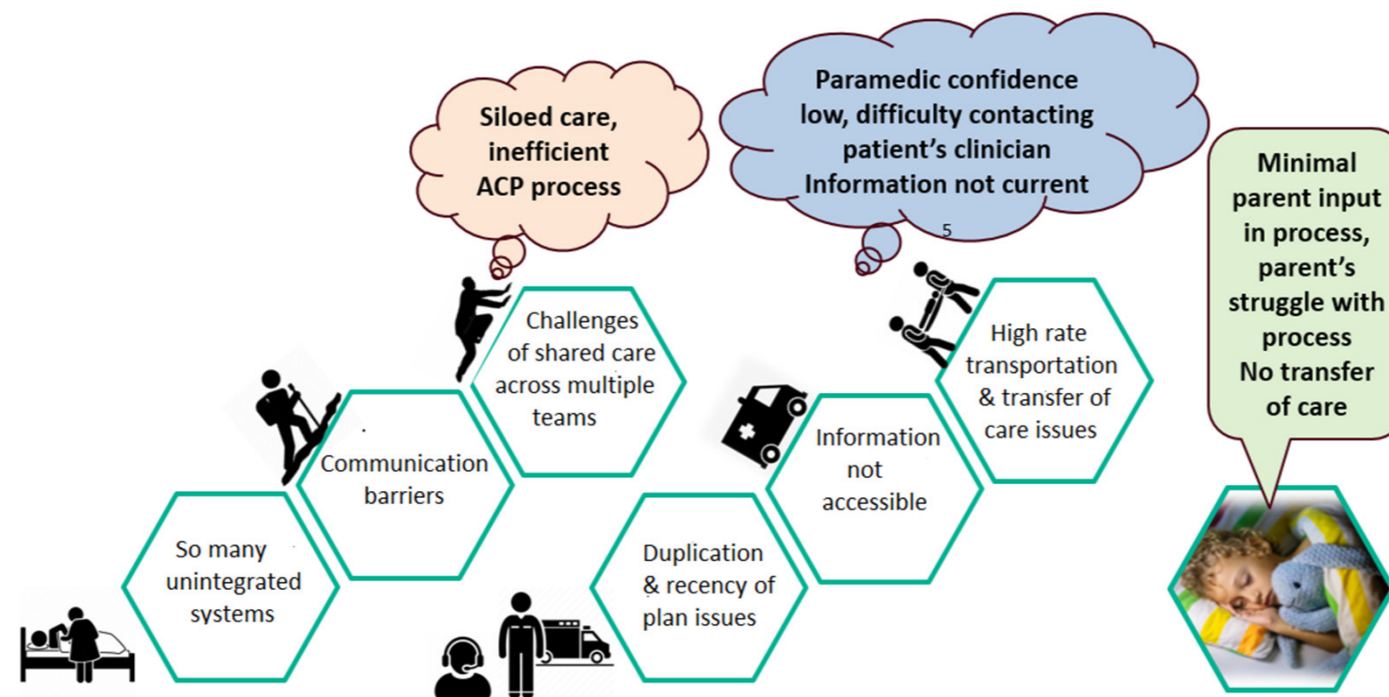 Siloed care,
inefficient
ACP process
Paramedic confidence
low, difficulty contacting
patient's clinician
Information not current
5
Minimal
parent input
in process,
parent's
struggle with
process
No transfer
of care
Challenges
of shared care
across multiple
teams
High rate
transportation
& transfer of
care issues
Communication
barriers
Information
not
accessible
So many
unintegrated
systems
Duplication
& recency of
plan issues